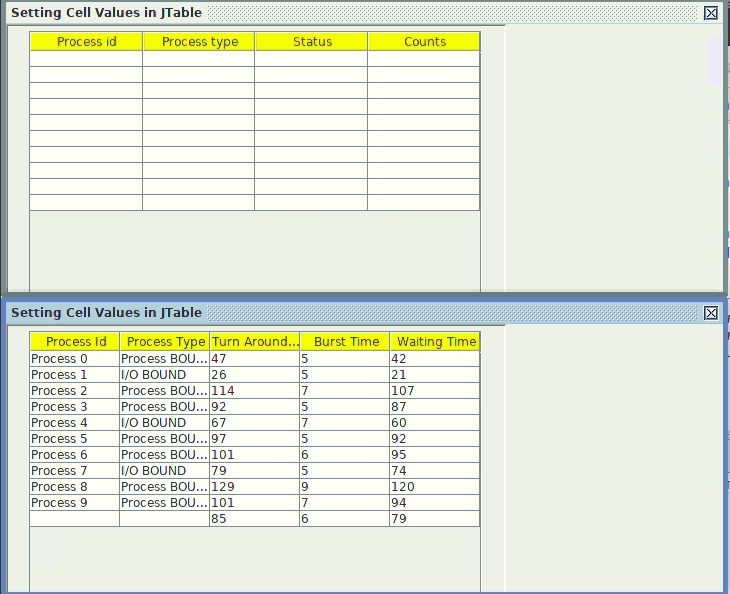 Setting Cell Values in JTable
Process id Process type Status Counts
Setting Cell Values in JTable
Process Id Process Type Turn Around... Burst Time Waiting Time
Process 0 Process BOU... 47 5 42
Process 1 I/O BOUND 26 5 21
Process 2 Process BOU... 114 7 107
Process 3 Process BOU... 92 5 87
Process 4 I/O BOUND 67 7 60
Process 5 Process BOU... 97 5 92
Process 6 Process BOU... 101 6 95
Process 7 I/O BOUND 79 5 74
Process 8 Process BOU... 129 9 120
Process 9 Process BOU... 101 7 94
85 6 79